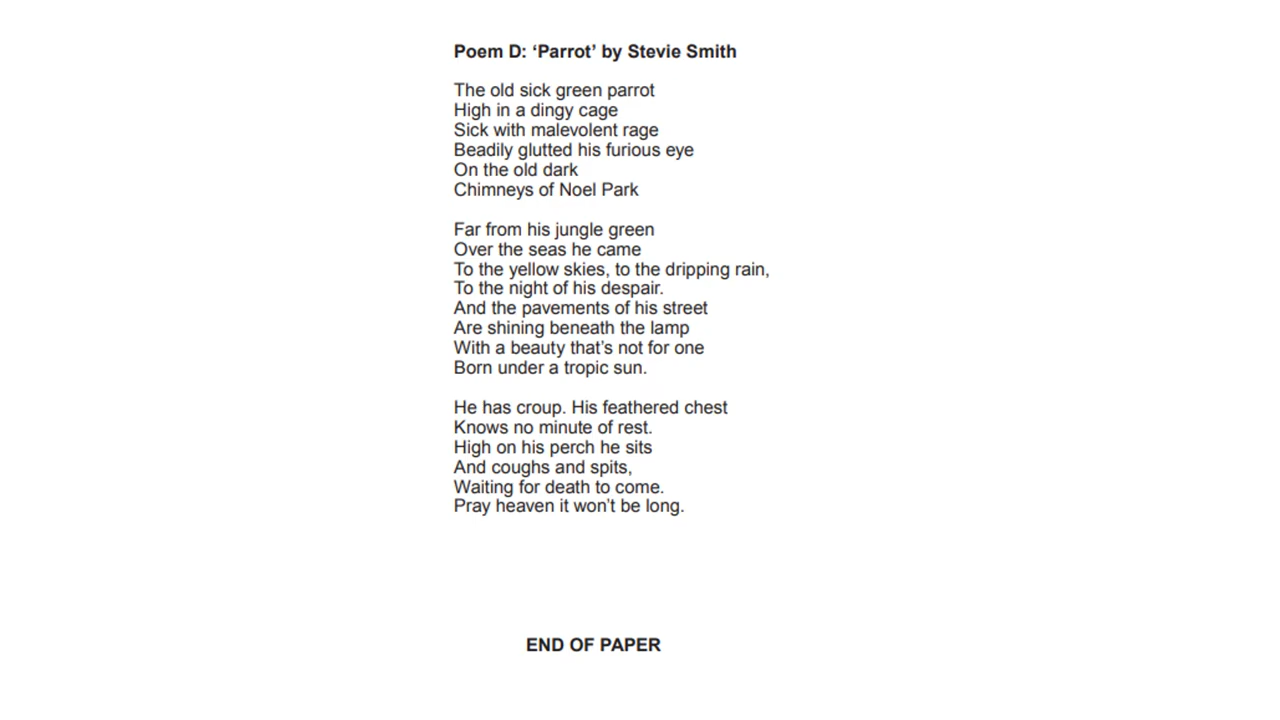 Poem D: ‘Parrot’ by Stevie Smith
The old sick green parrot
High in a dingy cage
Sick with malevolent rage
Beadily glutted his furious eye
On the old dark
Chimneys of Noel Park
Far from his jungle green
Over the seas he came
To the yellow skies, to the dripping rain,
To the night of his despair.
And the pavements of his street
Are shining beneath the lamp
With a beauty that’s not for one
Born under a tropic sun.
He has croup. His feathered chest
Knows no minute of rest.
High on his perch he sits
And coughs and spits,
Waiting for death to come.
Pray heaven it won’t be long.
END OF PAPER